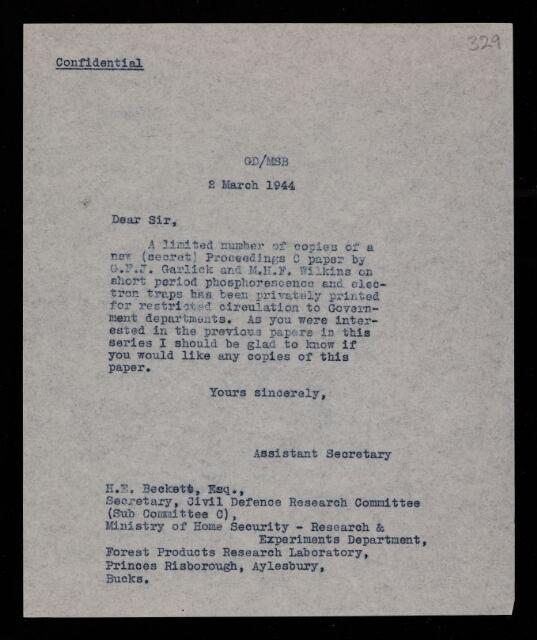 329
Confidential
GD/MSB
2 March 1944
Dear Sir,
A limited number of copies of a
new (secret) Proceedings C paper by
G.F.J. Garlick and M.H.F. Wilkins on
short period phosphorescence and elec-
tron traps has been privately printed
for restricted circulation to Govern-
ment departments. As you were inter-
ested in the previous papers in this
series I should be glad to know if
you would like any copies of this
paper.
Yours sincerely,
Assistant Secretary
H.E. Beckett, Esq.,
Secretary, Civil Defence Research Committee
(Sub Committee C),
Ministry of Home Security - Research &
Experiments Department,
Forest Products Research Laboratory,
Princes Risborough, Aylesbury,
Bucks.